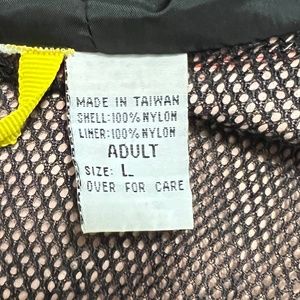 MADE IN TAIWAN
SHELL:100% NYLON
LINER:100% NYLON
ADULT
SIZE: L
OVER FOR CARE